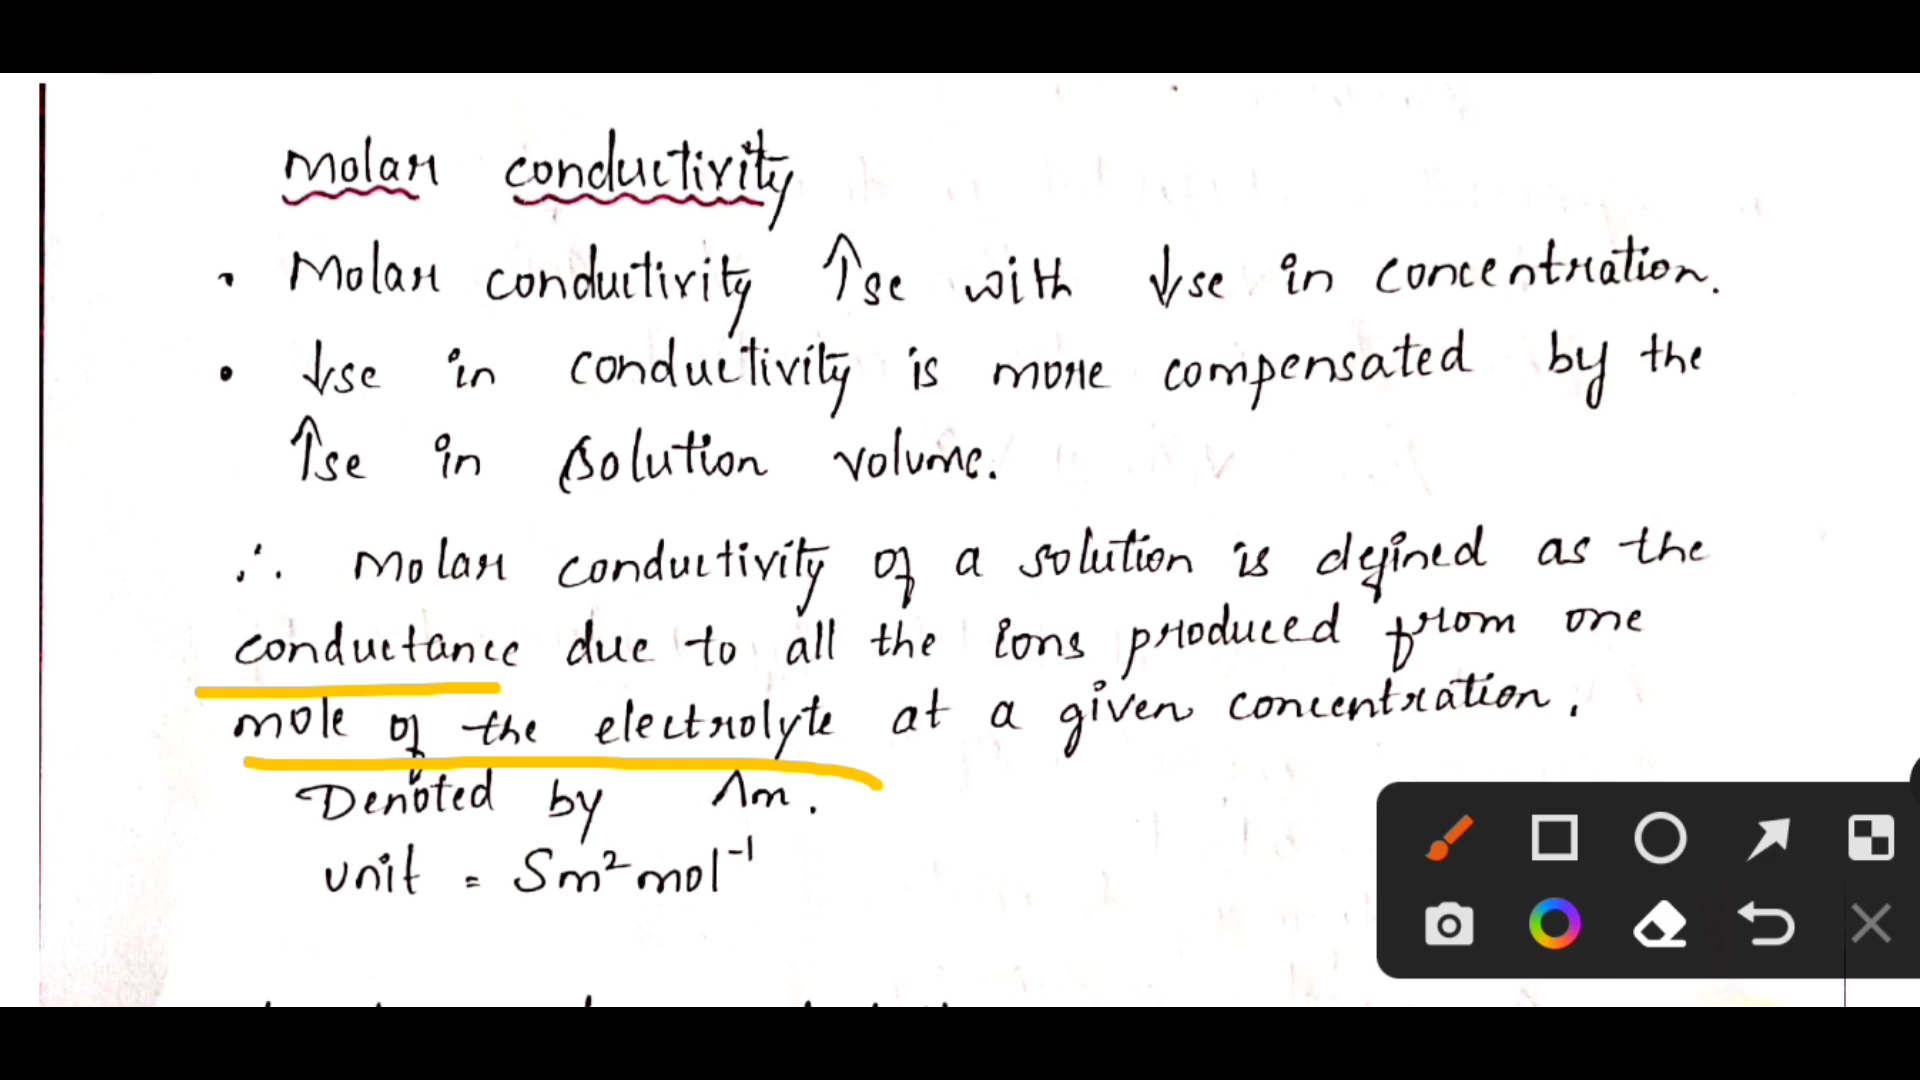 Molar conductivity
• Molar conductivity ↑se with ↓se in concentration.
• ↓se in conductivity is more compensated by the
↑se in solution volume.
∴ Molar conductivity of a solution is defined as the
conductance due to all the ions produced from one
mole of the electrolyte at a given concentration.
Denoted by Λm.
unit = Sm²mol⁻¹